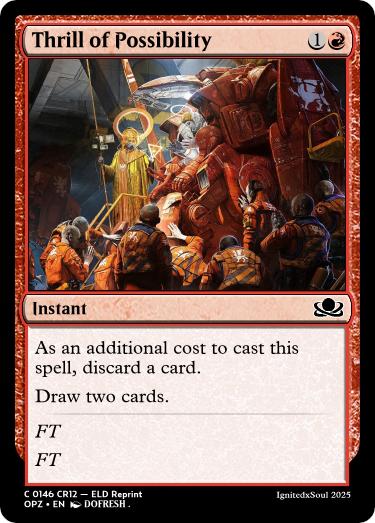 Thrill of Possibility 1
Instant
As an additional cost to cast this
spell, discard a card.
Draw two cards.
FT
FT
C 0146 CR12 — ELD Reprint
OPZ • EN DOFRESH . IgnitedxSoul 2025